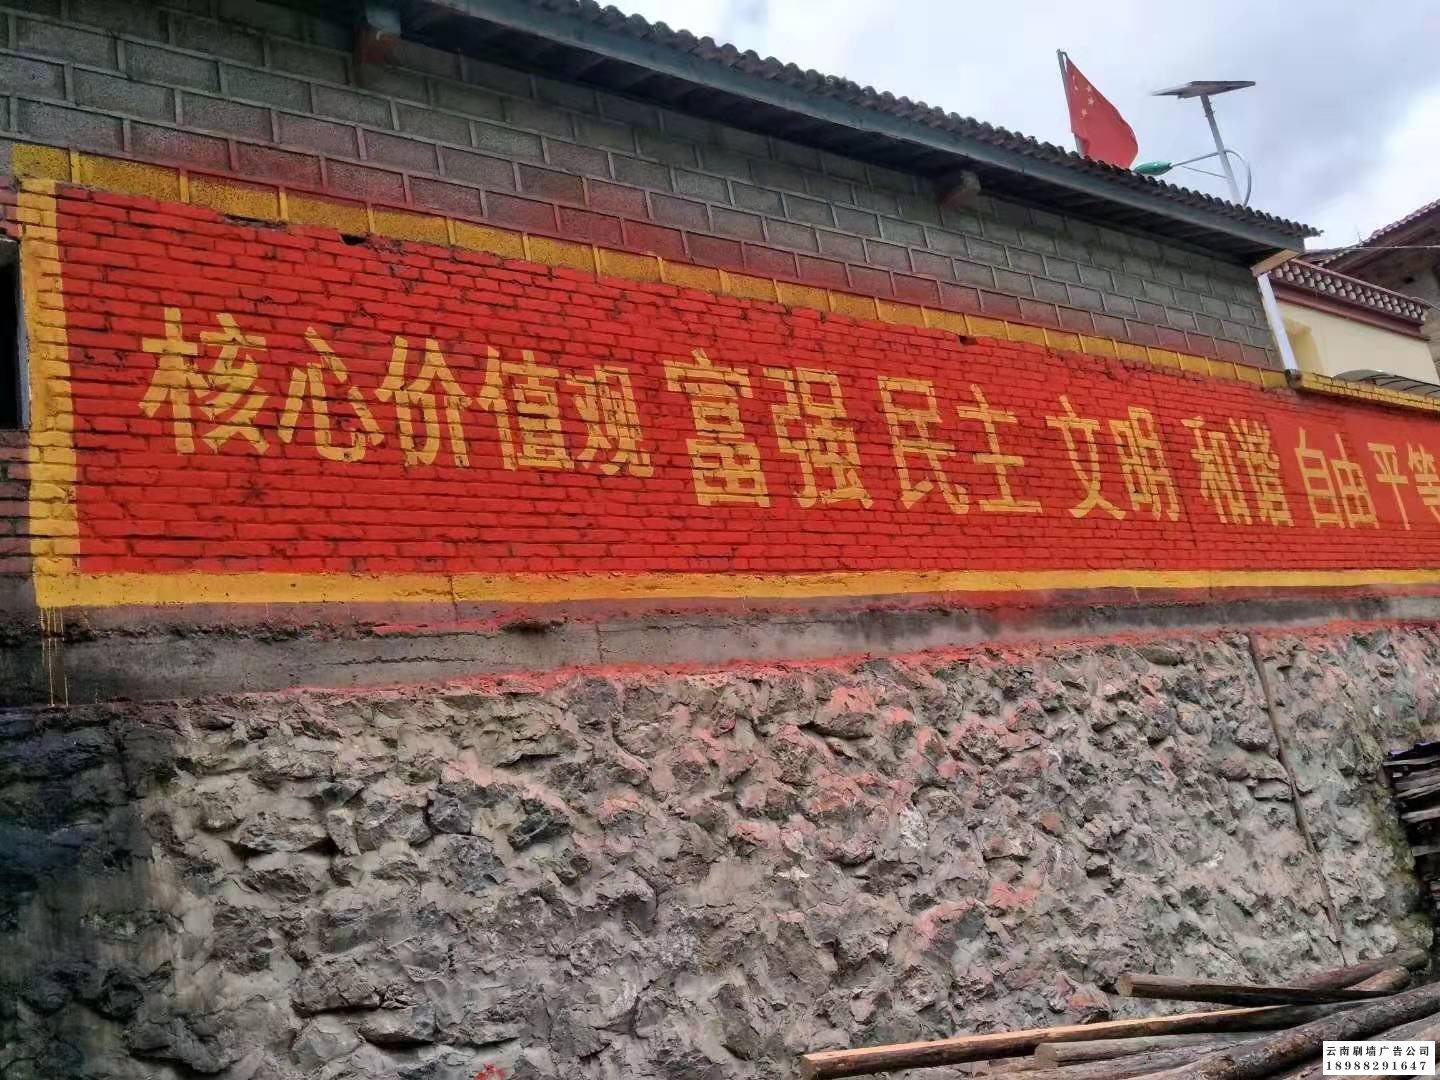 核心价值观 富强 民主 文明 和谐 自由 平等
云南刷墙广告公司
18988291647